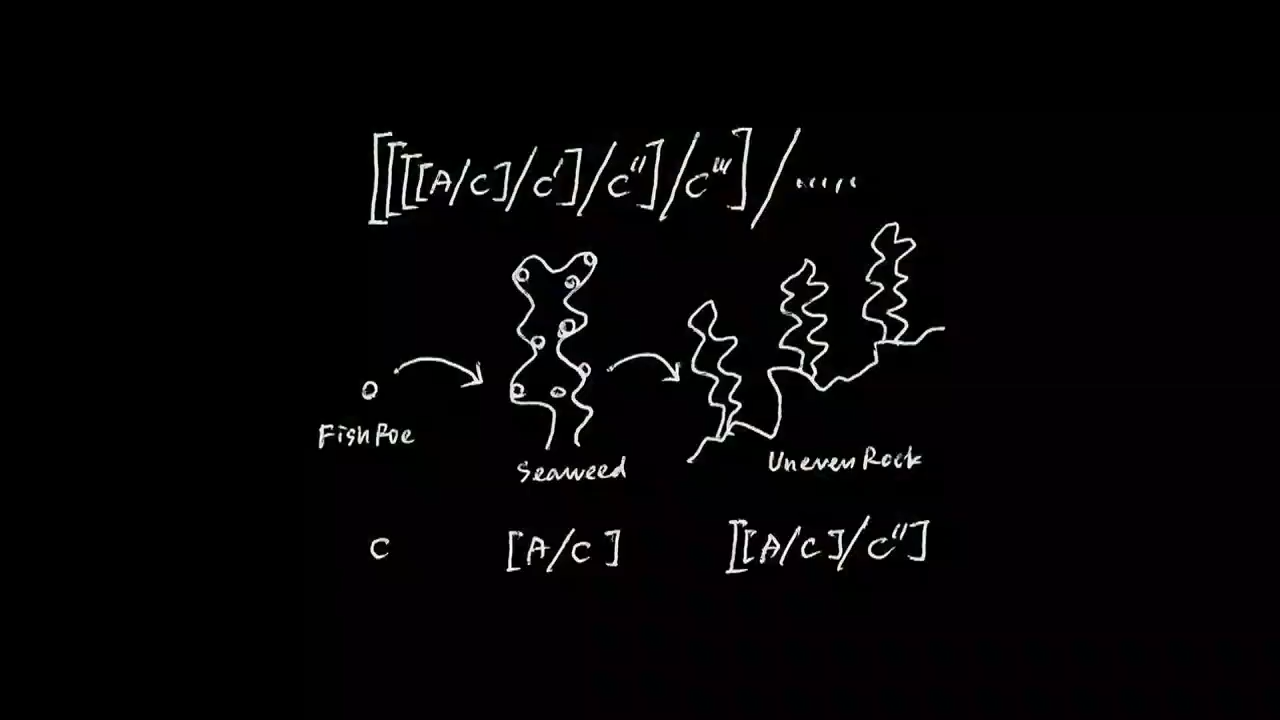 [[[[A/C]/C']/C'']/C''']/......
Fish Roe
Seaweed
Uneven Rock
C
[A/C]
[[A/C]/C'']